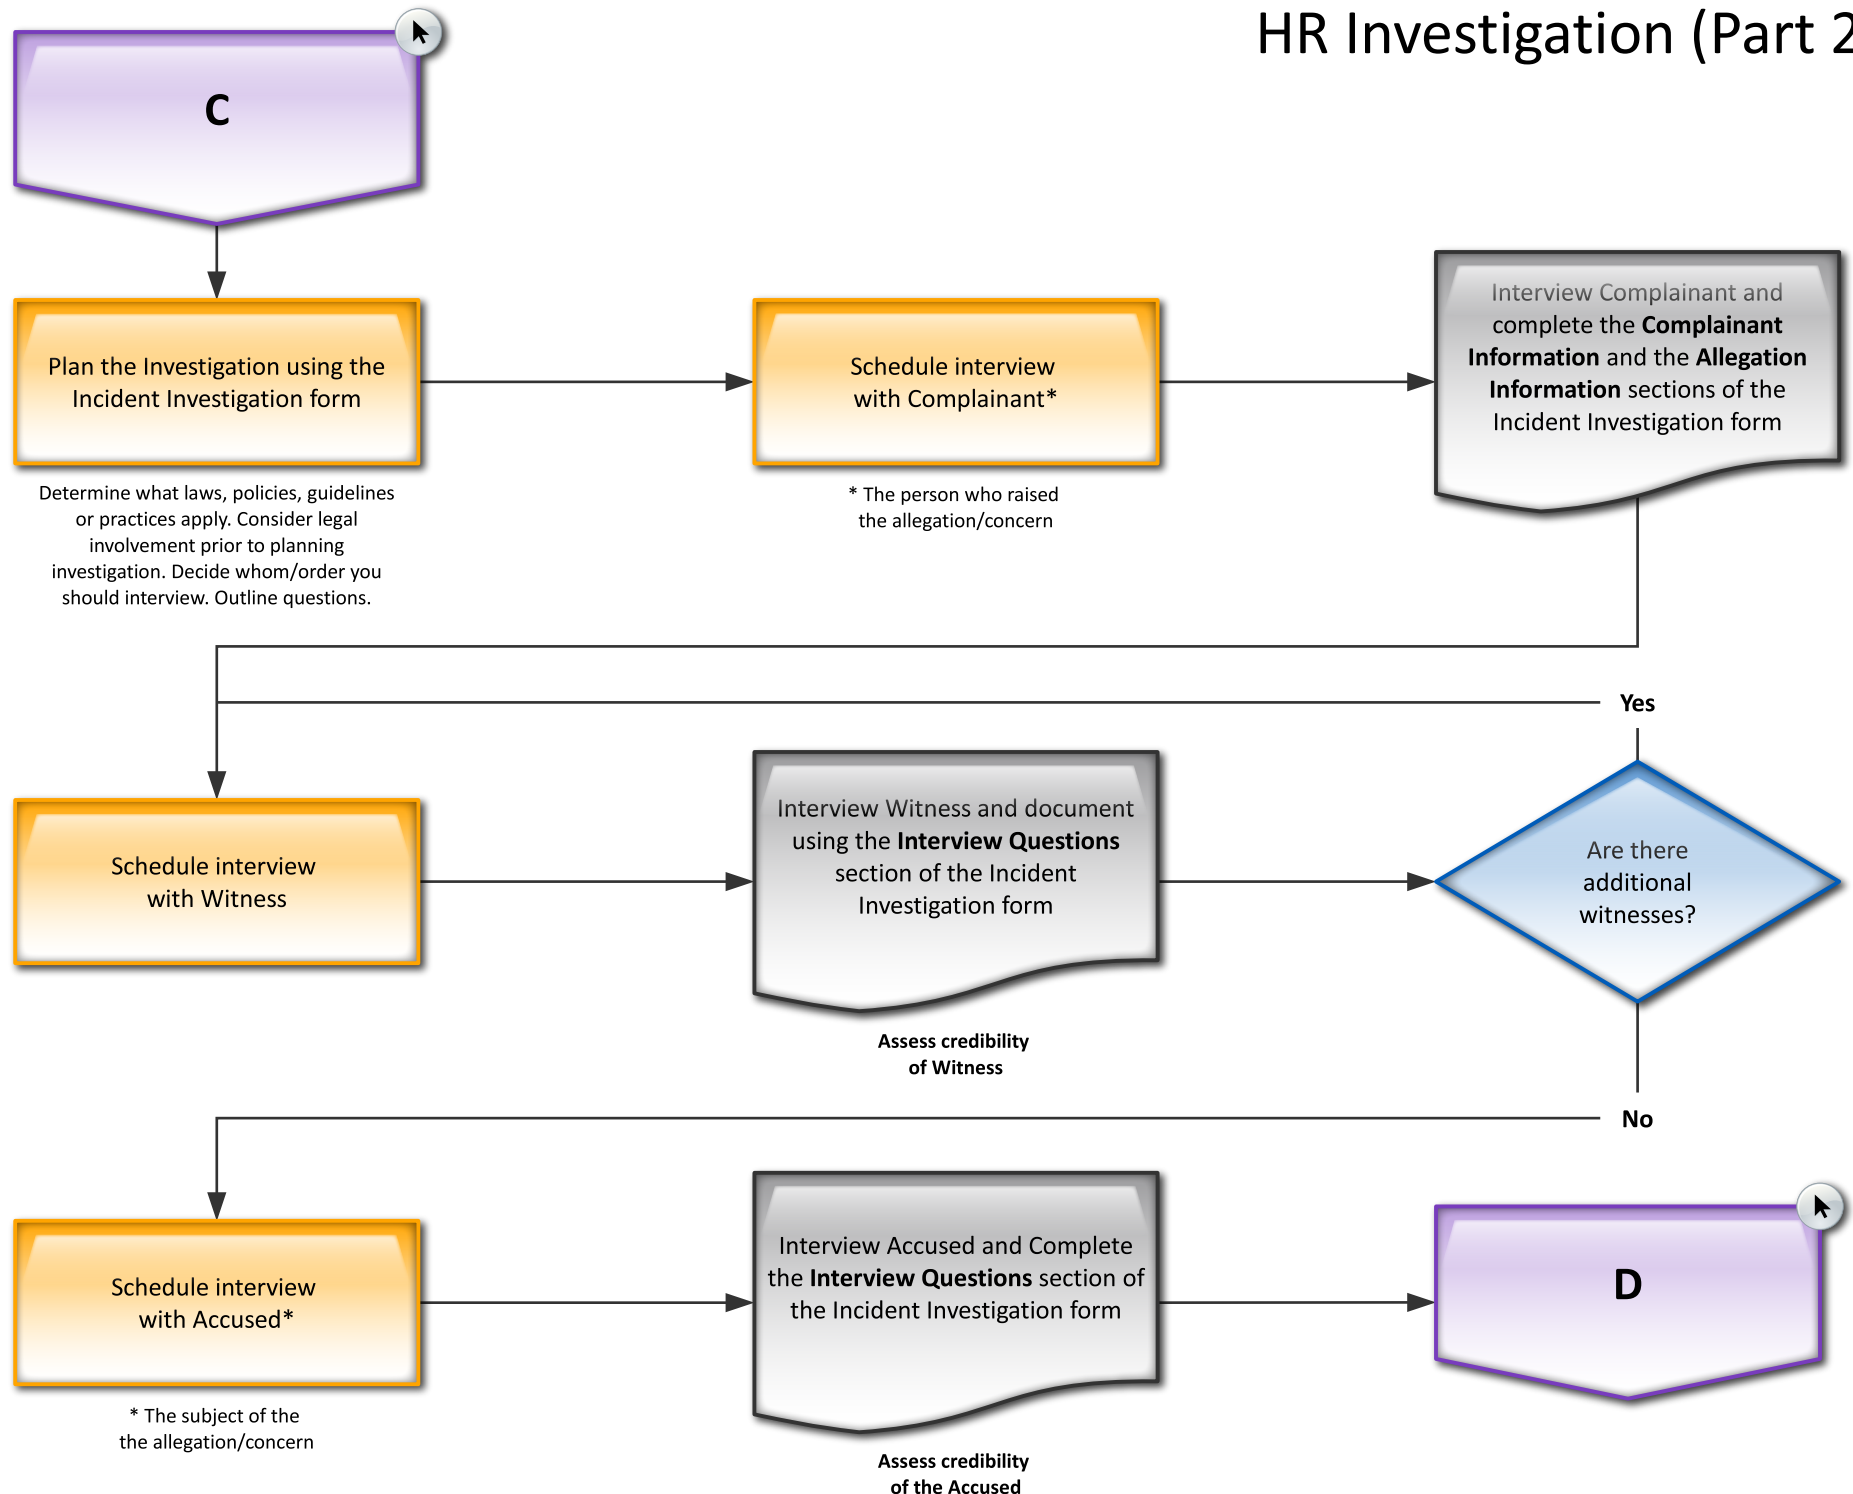 HR Investigation (Part 2
C
Plan the Investigation using the
Incident Investigation form
Determine what laws, policies, guidelines
or practices apply. Consider legal
involvement prior to planning
investigation. Decide whom/order you
should interview. Outline questions.
Schedule interview
with Complainant*
* The person who raised
the allegation/concern
Interview Complainant and
complete the Complainant
Information and the Allegation
Information sections of the
Incident Investigation form
Yes
Schedule interview
with Witness
Interview Witness and document
using the Interview Questions
section of the Incident
Investigation form
Assess credibility
of Witness
Are there
additional
witnesses?
No
Schedule interview
with Accused*
* The subject of the
the allegation/concern
Interview Accused and Complete
the Interview Questions section of
the Incident Investigation form
Assess credibility
of the Accused
D